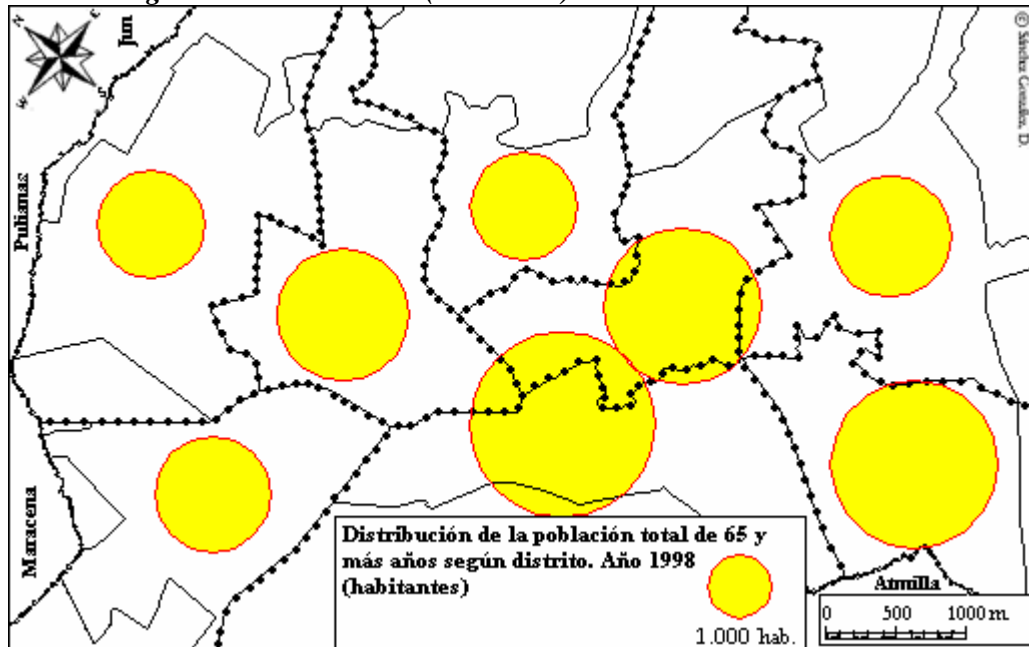 Jun
N
E
W
S
© Sánchez González, D.
Pulianas
Maracena
Distribución de la población total de 65 y
más años según distrito. Año 1998
(habitantes)
1.000 hab.
Armilla
0 500 1000 m.